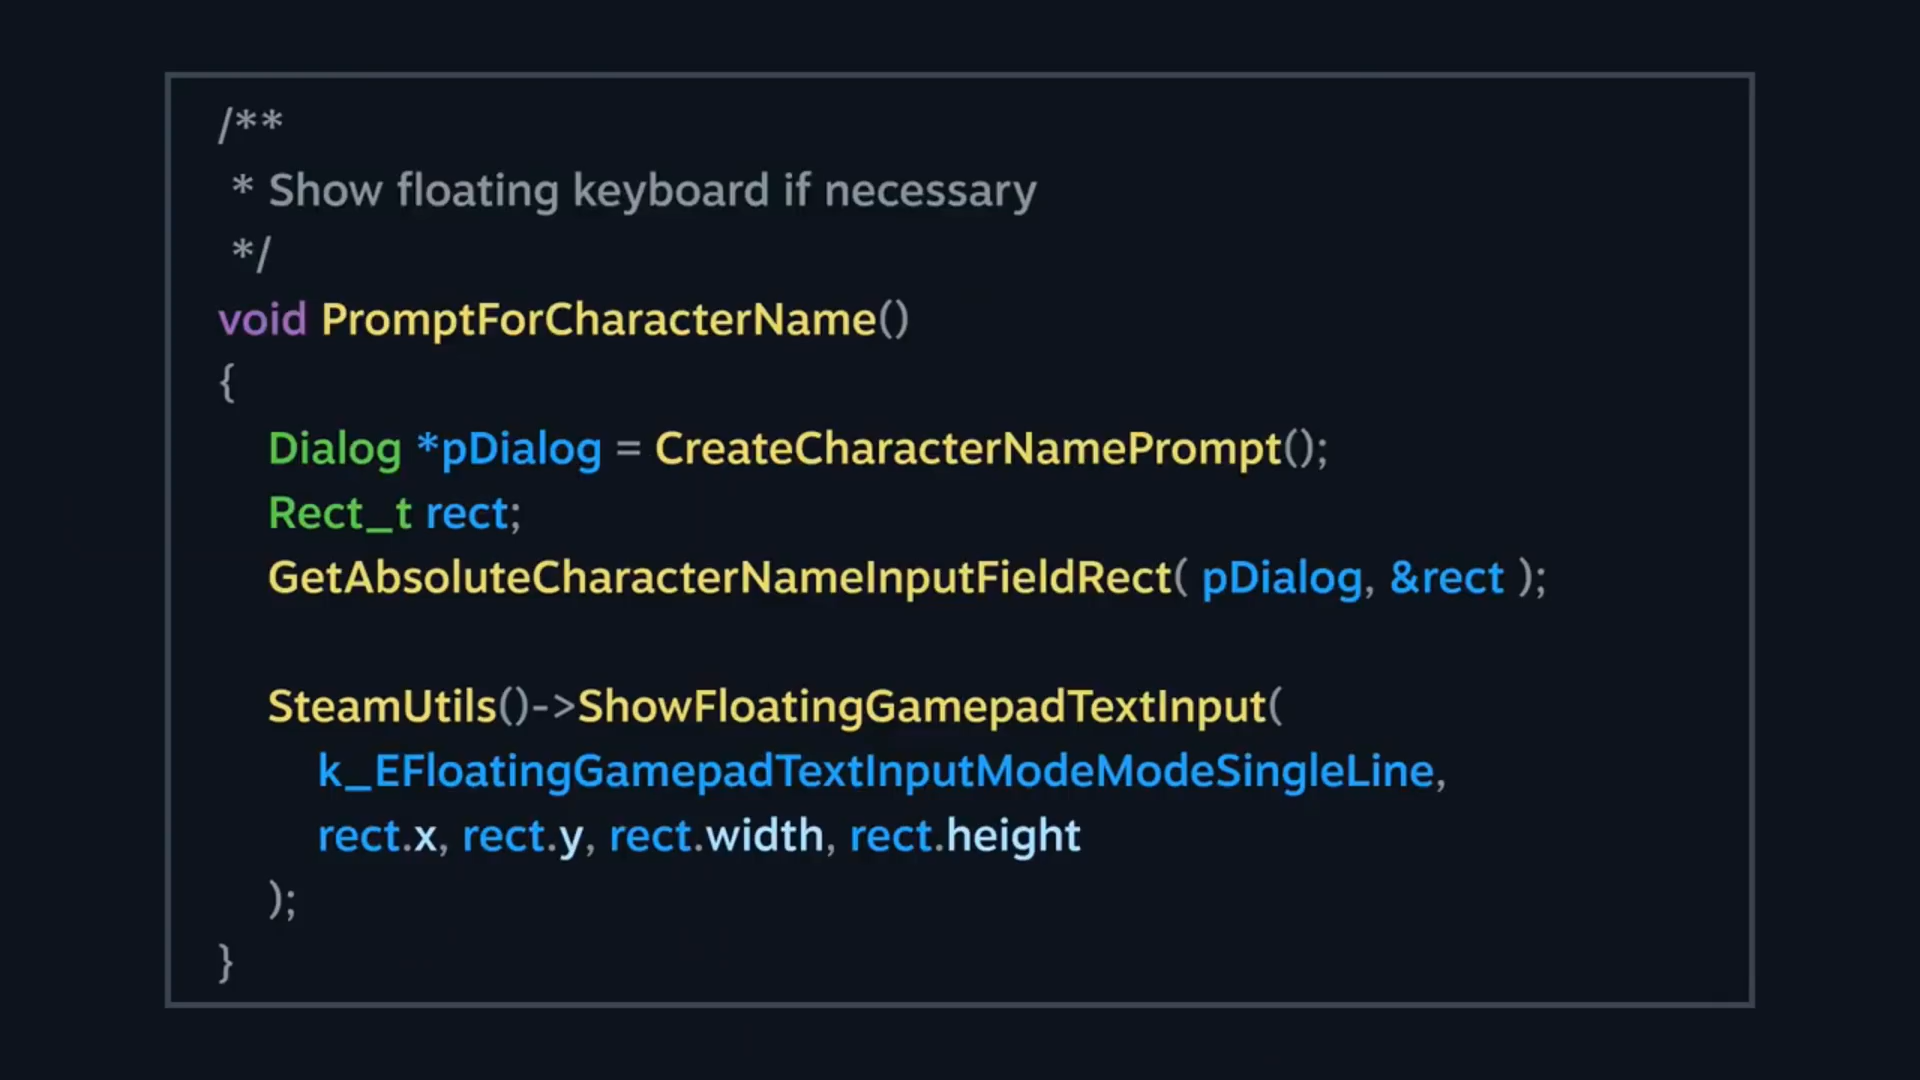 /**
* Show floating keyboard if necessary
*/
void PromptForCharacterName()
{
Dialog *pDialog = CreateCharacterNamePrompt();
Rect_t rect;
GetAbsoluteCharacterNameInputFieldRect( pDialog, &rect );
SteamUtils()->ShowFloatingGamepadTextInput(
k_EFloatingGamepadTextInputModeModeSingleLine,
rect.x, rect.y, rect.width, rect.height
);
}